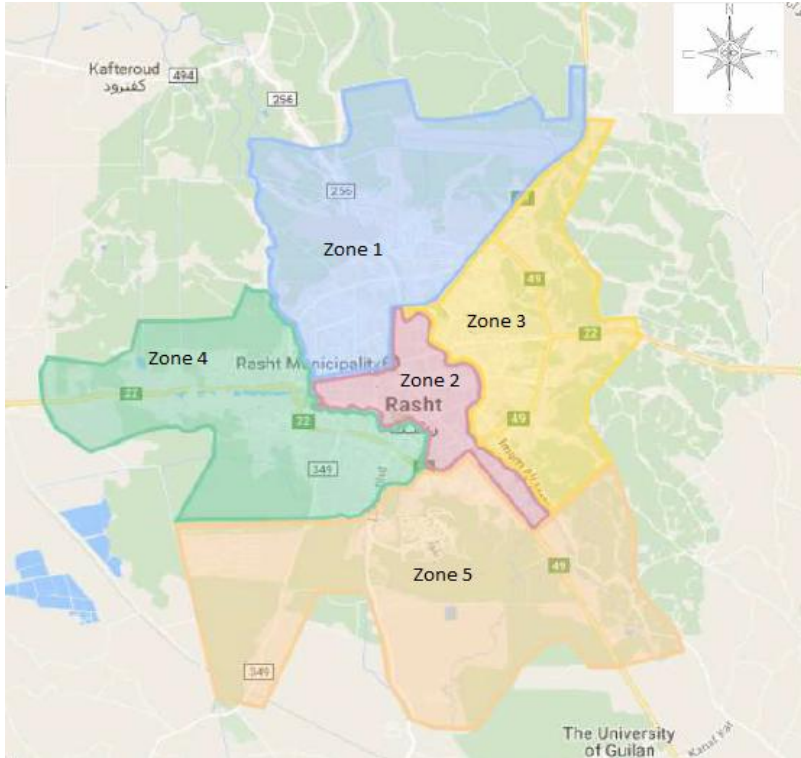 N
E
S
Kafteroud
کفترود
494
256
256
Zone 1
49
Zone 3
22
Zone 4
Rasht Municipality
Zone 2
22
Rasht
22
49
349
Blvd
Zone 5
49
349
The University
of Guilan